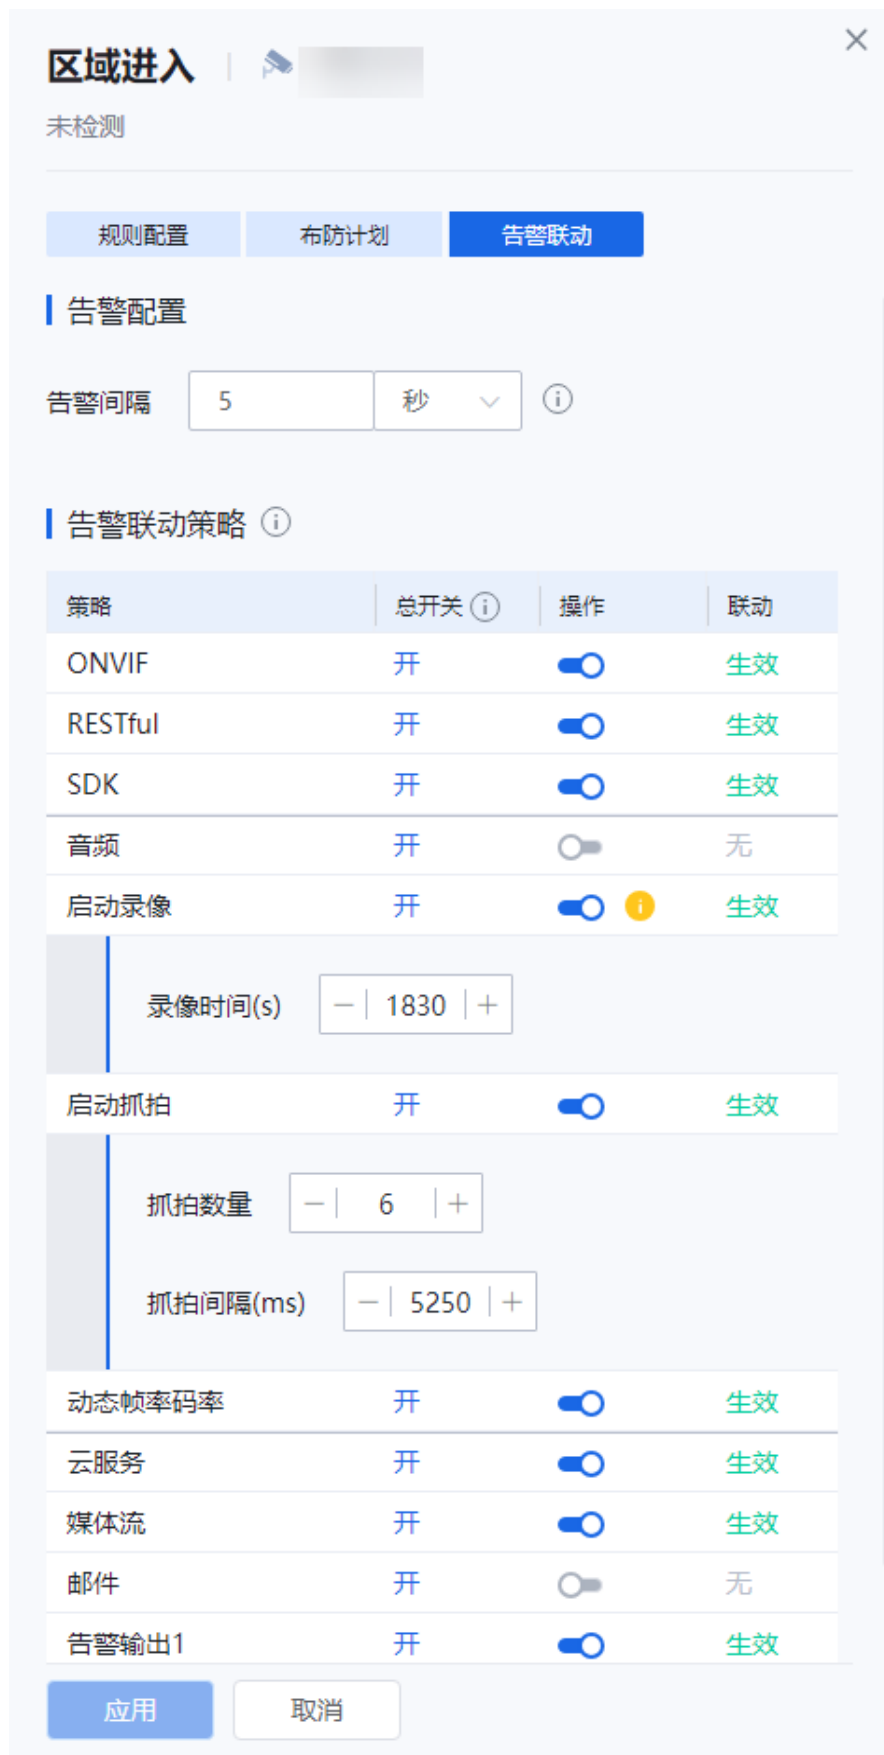 区域进入
未检测
规则配置 布防计划 告警联动
告警配置
告警间隔 5 秒
告警联动策略
策略 总开关 操作 联动
ONVIF 开 生效
RESTful 开 生效
SDK 开 生效
音频 开 无
启动录像 开 生效
录像时间(s) 1830
启动抓拍 开 生效
抓拍数量 6
抓拍间隔(ms) 5250
动态帧率码率 开 生效
云服务 开 生效
媒体流 开 生效
邮件 开 无
告警输出1 开 生效
应用 取消